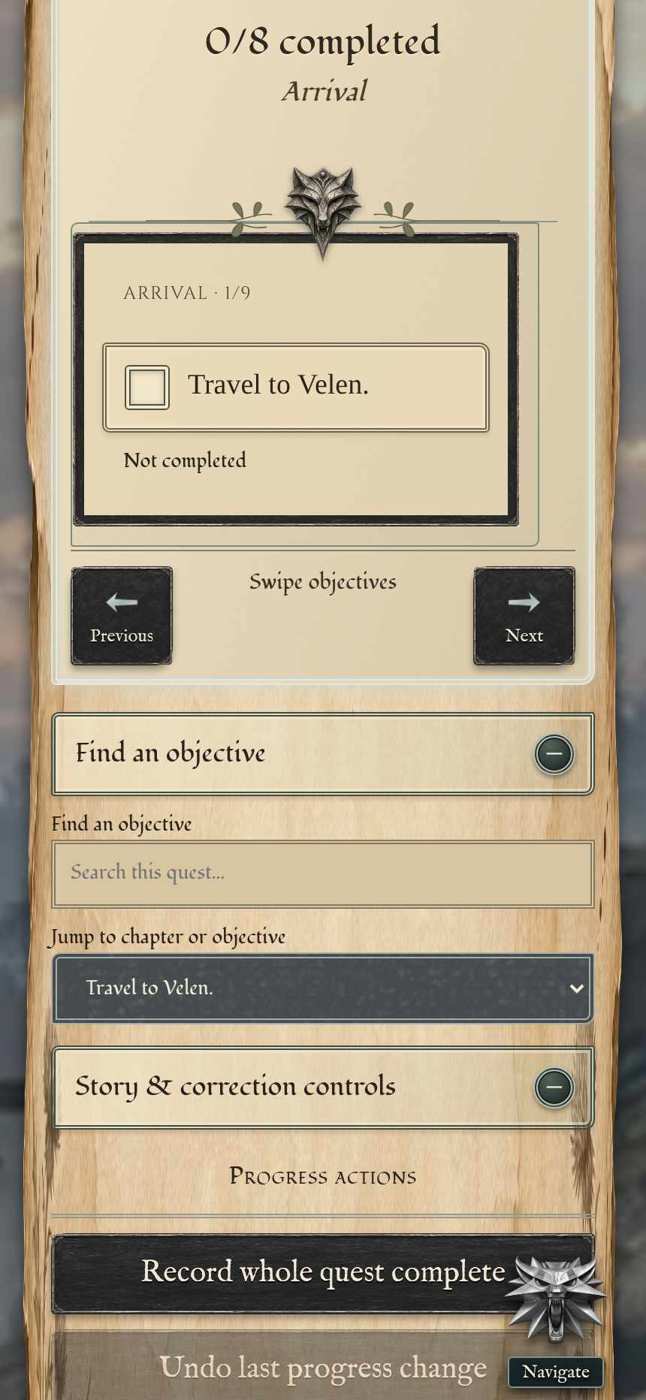 0/8 completed
Arrival
ARRIVAL · 1/9
Travel to Velen.
Not completed
Swipe objectives
Previous
Next
Find an objective
Find an objective
Search this quest...
Jump to chapter or objective
Travel to Velen.
Story & correction controls
Progress actions
Record whole quest complete
Undo last progress change
Navigate